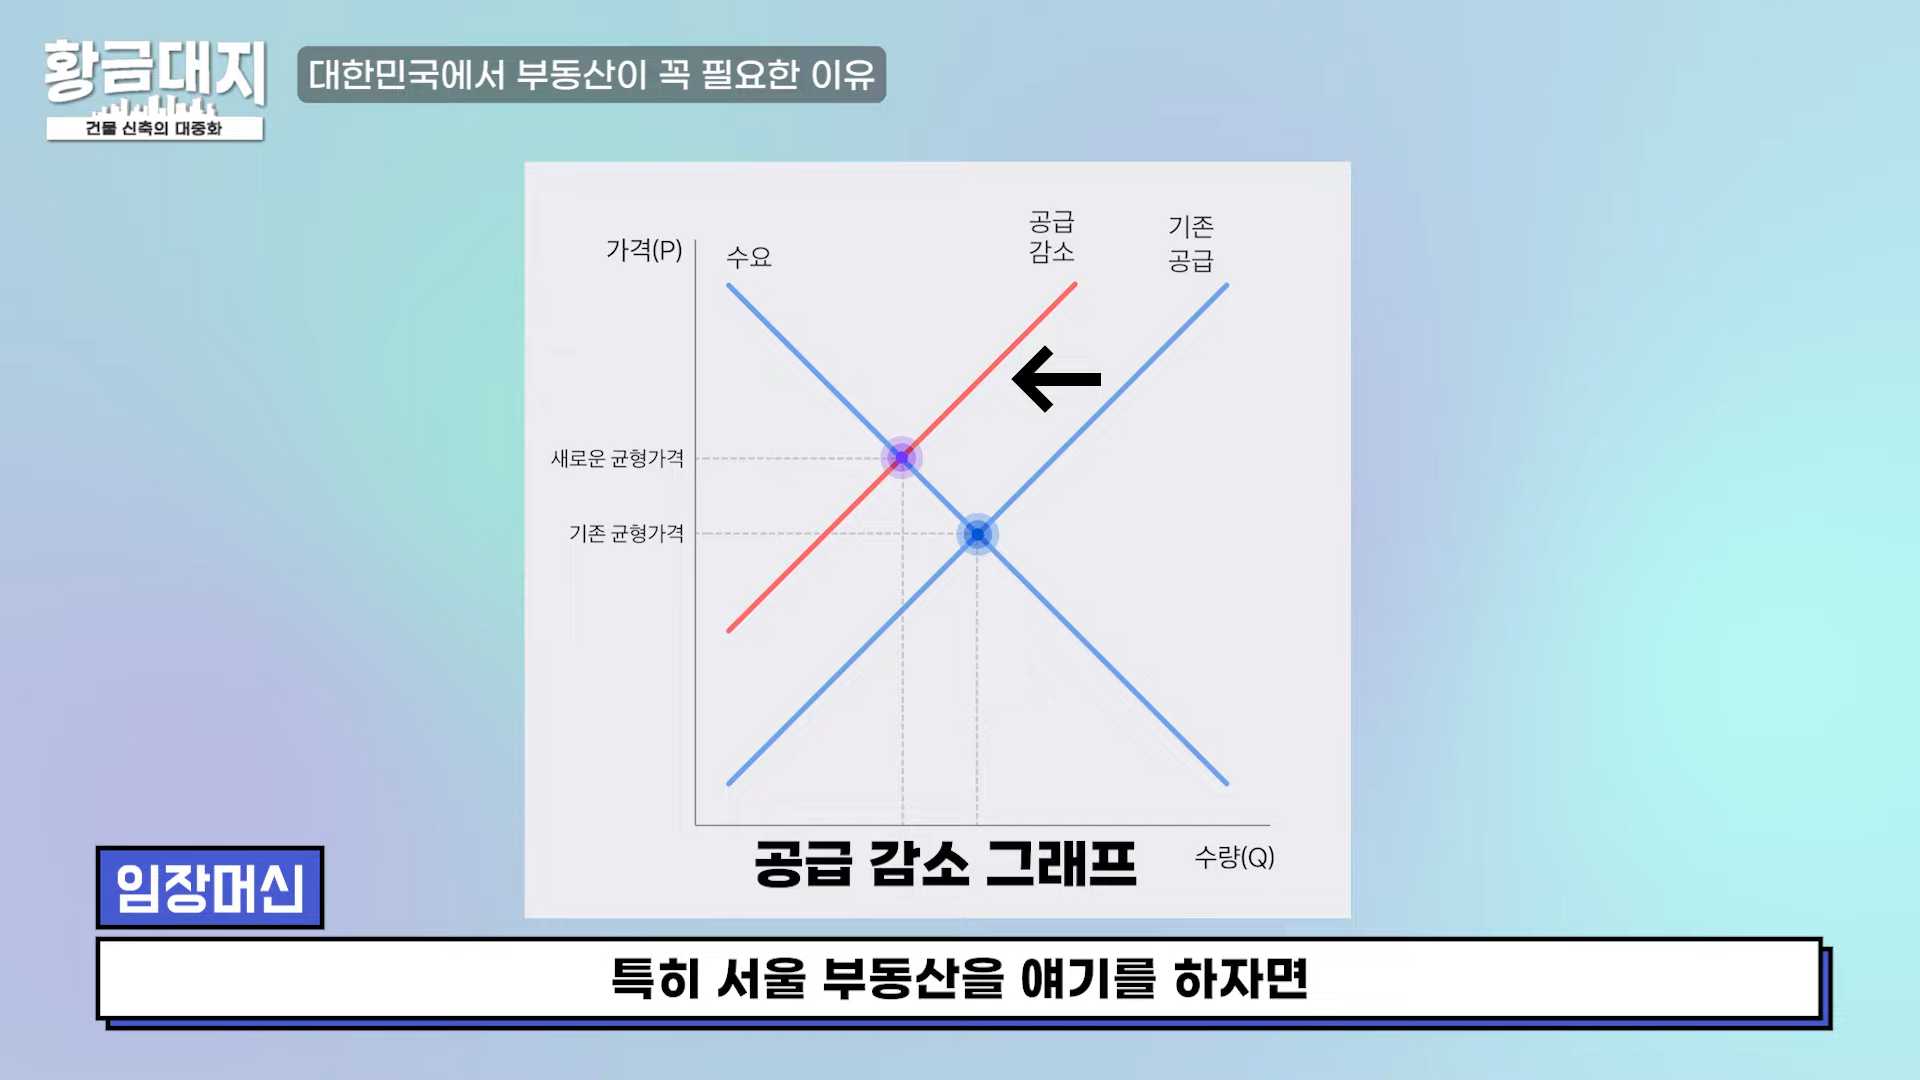 황금대지
건물 신축의 대중화
대한민국에서 부동산이 꼭 필요한 이유
가격(P)
수요
공급
감소
기존
공급
새로운 균형가격
기존 균형가격
공급 감소 그래프
수량(Q)
임장머신
특히 서울 부동산을 얘기를 하자면